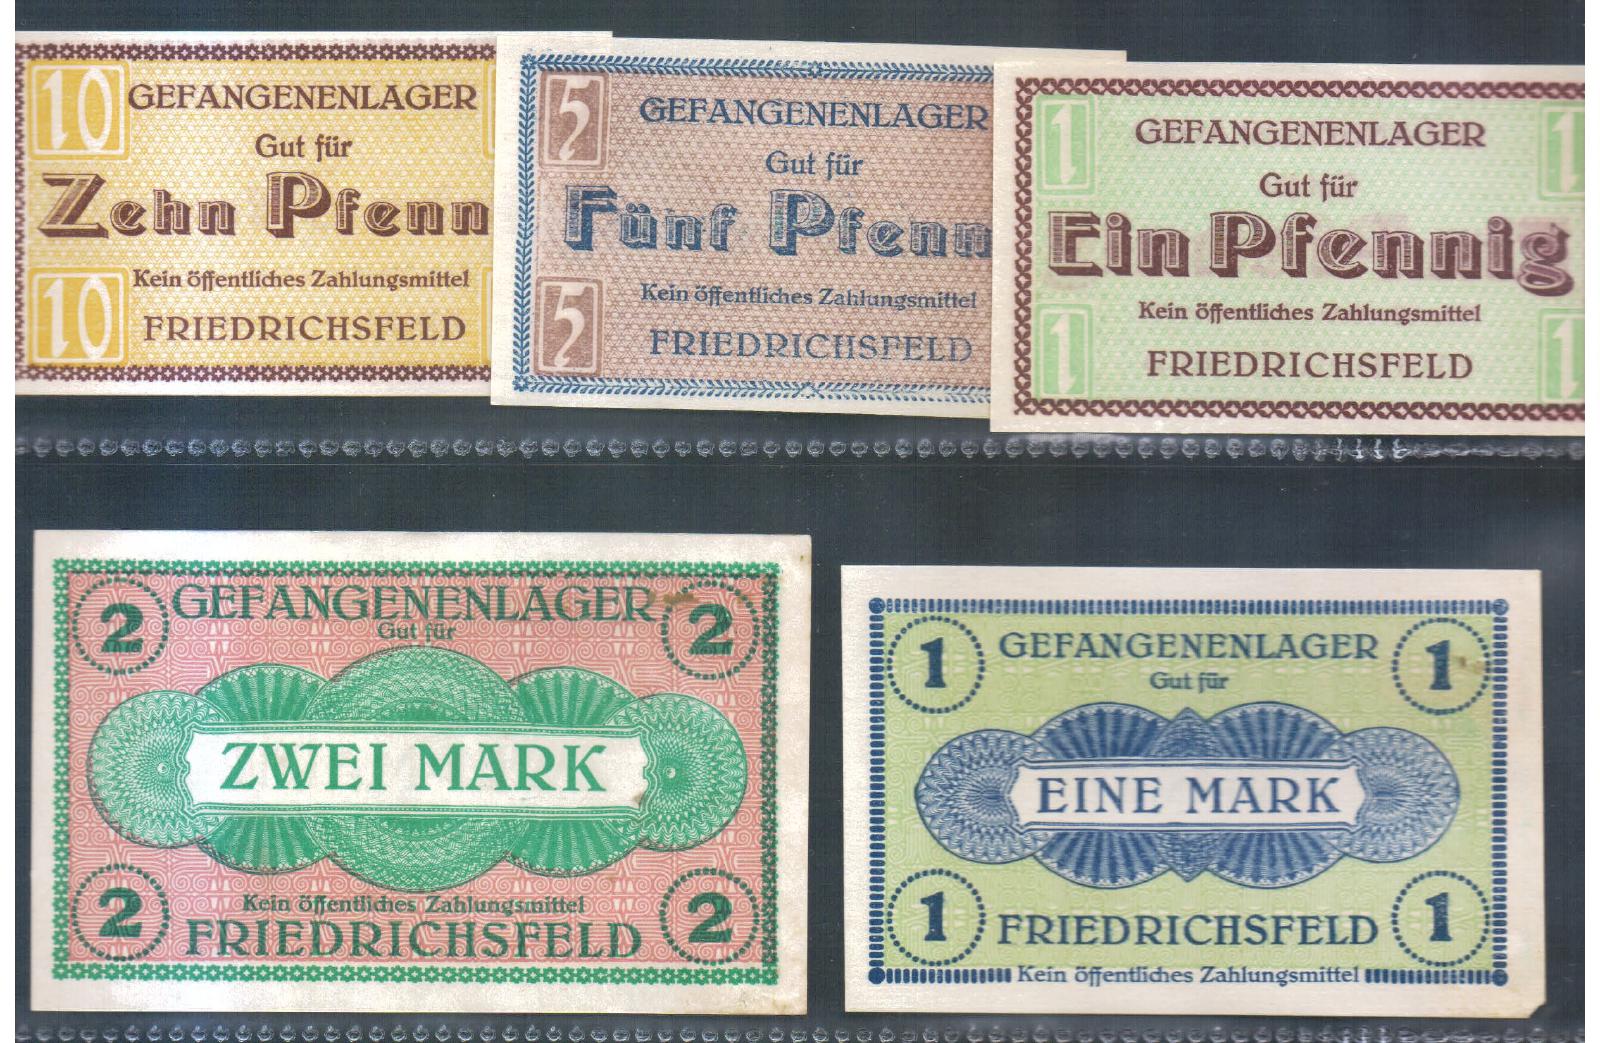 10
GEFANGENENLAGER
Gut für
Zehn Pfenn
10
Kein öffentliches Zahlungsmittel
FRIEDRICHSFELD
5
GEFANGENENLAGER
Gut für
Fünf Pfenn
5
Kein öffentliches Zahlungsmittel
FRIEDRICHSFELD
1 1
GEFANGENENLAGER
Gut für
Ein Pfennig
1 1
Kein öffentliches Zahlungsmittel
FRIEDRICHSFELD
2 GEFANGENENLAGER 2
Gut für
ZWEI MARK
Kein öffentliches Zahlungsmittel
2 FRIEDRICHSFELD 2
1 GEFANGENENLAGER 1
Gut für
EINE MARK
1 FRIEDRICHSFELD 1
Kein öffentliches Zahlungsmittel